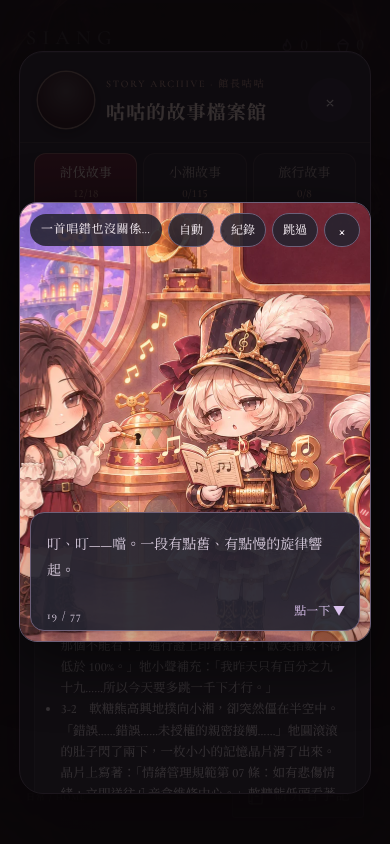 SIANG
STORY ARCHIVE · 館長咕咕
咕咕的故事檔案館
×
討伐故事
小湘故事
旅行故事
12/18
0/115
0/8
一首唱錯也沒關係...
自動
紀錄
跳過
×
叮、叮——噹。一段有點舊、有點慢的旋律響
起。
19 / 77
點一下▼
低於 100%。」牠小聲補充：「我昨天只有百分之九
十九……所以今天要多跳一千下才行。」
3-2 軟糖熊高興地撲向小湘，卻突然僵在半空中。
「錯誤……錯誤……未授權的親密接觸……」牠圓滾滾
的肚子閃了兩下，一枚小小的記憶晶片滑了出來。
晶片上寫著：「情緒管理規範第 07 條：如有悲傷情